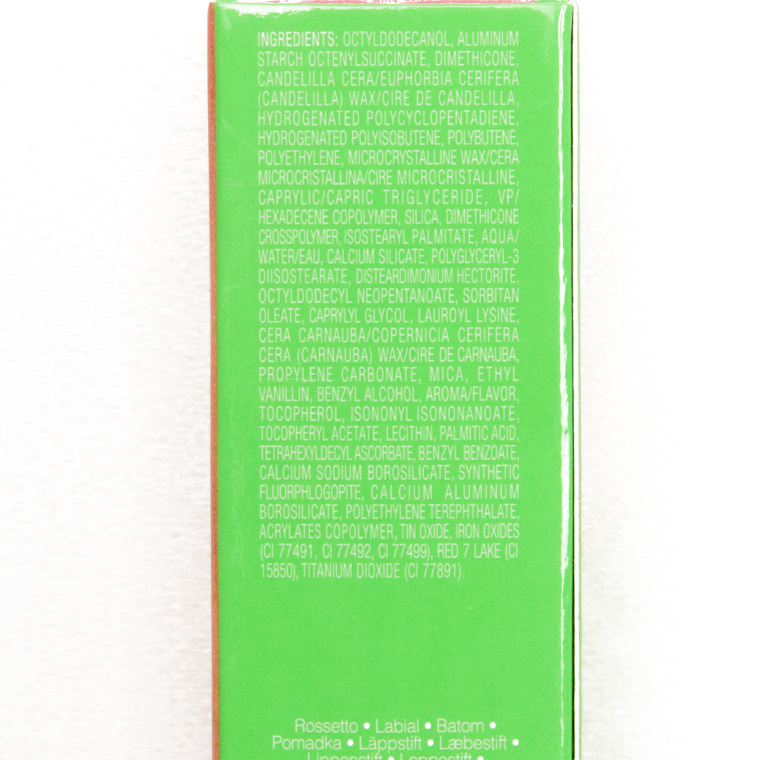 INGREDIENTS: OCTYLDODECANOL, ALUMINUM
STARCH OCTENYLSUCCINATE, DIMETHICONE,
CANDELILLA CERA/EUPHORBIA CERIFERA
(CANDELILLA) WAX/CIRE DE CANDELILLA,
HYDROGENATED POLYCYCLOPENTADIENE,
HYDROGENATED POLYISOBUTENE, POLYBUTENE,
POLYETHYLENE, MICROCRYSTALLINE WAX/CERA
MICROCRISTALLINA/CIRE MICROCRISTALLINE,
CAPRYLIC/CAPRIC TRIGLYCERIDE, VP/
HEXADECENE COPOLYMER, SILICA, DIMETHICONE
CROSSPOLYMER, ISOSTEARYL PALMITATE, AQUA/
WATER/EAU, CALCIUM SILICATE, POLYGLYCERYL-3
DIISOSTEARATE, DISTEARDIMONIUM HECTORITE.
OCTYLDODECYL NEOPENTANOATE, SORBITAN
OLEATE, CAPRYLYL GLYCOL, LAUROYL LYSINE,
CERA CARNAUBA/COPERNICIA CERIFERA
CERA (CARNAUBA) WAX/CIRE DE CARNAUBA,
PROPYLENE CARBONATE, MICA, ETHYL
VANILLIN, BENZYL ALCOHOL, AROMA/FLAVOR,
TOCOPHEROL, ISONONYL ISONONANOATE,
TOCOPHERYL ACETATE, LECITHIN, PALMITIC ACID,
TETRAHEXYLDECYL ASCORBATE, BENZYL BENZOATE,
CALCIUM SODIUM BOROSILICATE, SYNTHETIC
FLUORPHLOGOPITE, CALCIUM ALUMINUM
BOROSILICATE, POLYETHYLENE TEREPHTHALATE,
ACRYLATES COPOLYMER, TIN OXIDE, IRON OXIDES
(CI 77491, CI 77492, CI 77499), RED 7 LAKE (CI
15850), TITANIUM DIOXIDE (CI 77891).
Rossetto • Labial • Batom •
Pomadka • Läppstift • Læbestift •